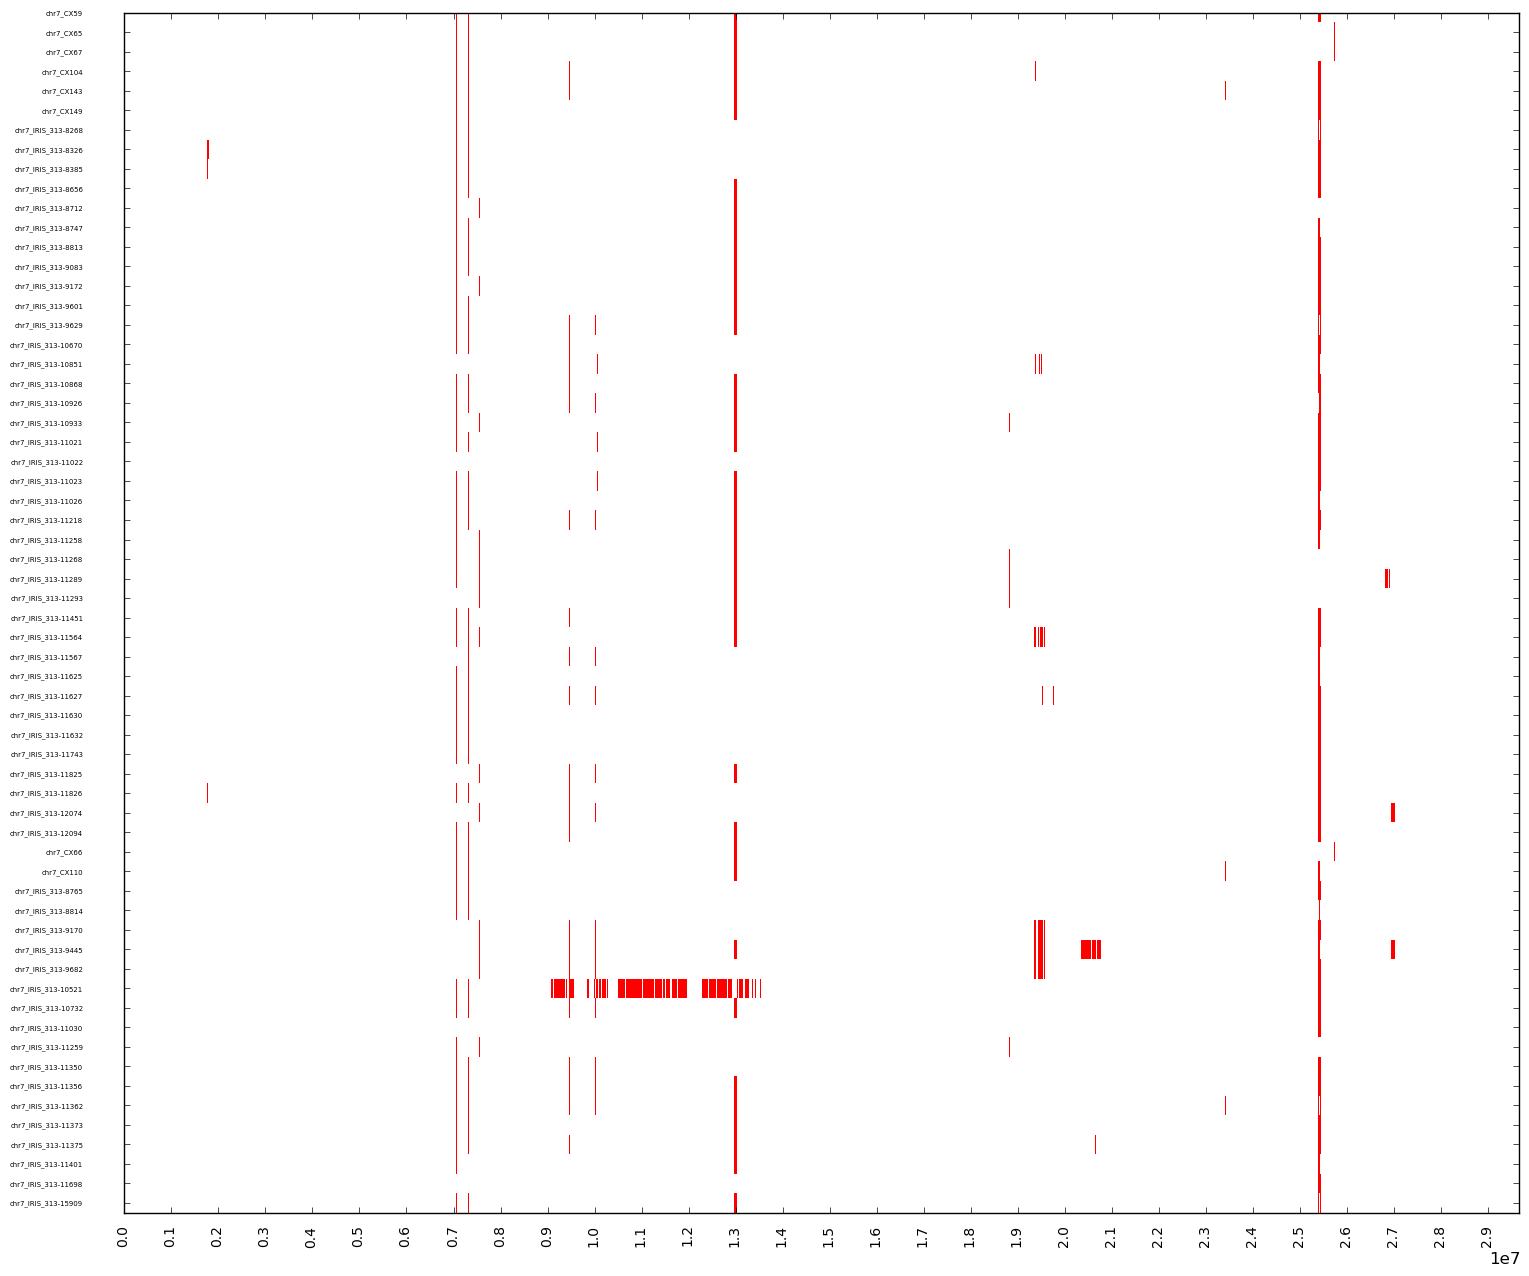 chr7_CX59
chr7_CX65
chr7_CX67
chr7_CX104
chr7_CX143
chr7_CX149
chr7_IRIS_313-8268
chr7_IRIS_313-8326
chr7_IRIS_313-8385
chr7_IRIS_313-8656
chr7_IRIS_313-8712
chr7_IRIS_313-8747
chr7_IRIS_313-8813
chr7_IRIS_313-9083
chr7_IRIS_313-9172
chr7_IRIS_313-9601
chr7_IRIS_313-9629
chr7_IRIS_313-10670
chr7_IRIS_313-10851
chr7_IRIS_313-10868
chr7_IRIS_313-10926
chr7_IRIS_313-10933
chr7_IRIS_313-11021
chr7_IRIS_313-11022
chr7_IRIS_313-11023
chr7_IRIS_313-11026
chr7_IRIS_313-11218
chr7_IRIS_313-11258
chr7_IRIS_313-11268
chr7_IRIS_313-11289
chr7_IRIS_313-11293
chr7_IRIS_313-11451
chr7_IRIS_313-11564
chr7_IRIS_313-11567
chr7_IRIS_313-11625
chr7_IRIS_313-11627
chr7_IRIS_313-11630
chr7_IRIS_313-11632
chr7_IRIS_313-11743
chr7_IRIS_313-11825
chr7_IRIS_313-11826
chr7_IRIS_313-12074
chr7_IRIS_313-12094
chr7_CX66
chr7_CX110
chr7_IRIS_313-8765
chr7_IRIS_313-8814
chr7_IRIS_313-9170
chr7_IRIS_313-9445
chr7_IRIS_313-9682
chr7_IRIS_313-10521
chr7_IRIS_313-10732
chr7_IRIS_313-11030
chr7_IRIS_313-11259
chr7_IRIS_313-11350
chr7_IRIS_313-11356
chr7_IRIS_313-11362
chr7_IRIS_313-11373
chr7_IRIS_313-11375
chr7_IRIS_313-11401
chr7_IRIS_313-11698
chr7_IRIS_313-15909
0.0 0.1 0.2 0.3 0.4 0.5 0.6 0.7 0.8 0.9 1.0 1.1 1.2 1.3 1.4 1.5 1.6 1.7 1.8 1.9 2.0 2.1 2.2 2.3 2.4 2.5 2.6 2.7 2.8 2.9
1e7